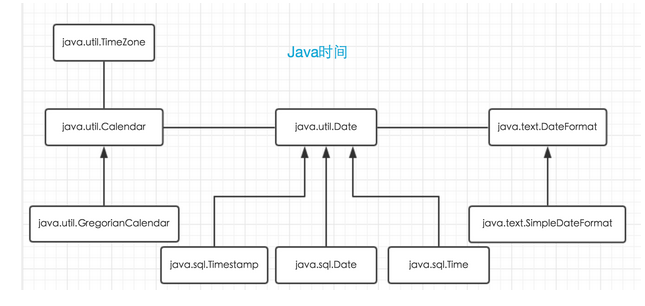 java.util.TimeZone
Java时间
java.util.Calendar
java.util.Date
java.text.DateFormat
java.util.GregorianCalendar
java.text.SimpleDateFormat
java.sql.Timestamp
java.sql.Date
java.sql.Time